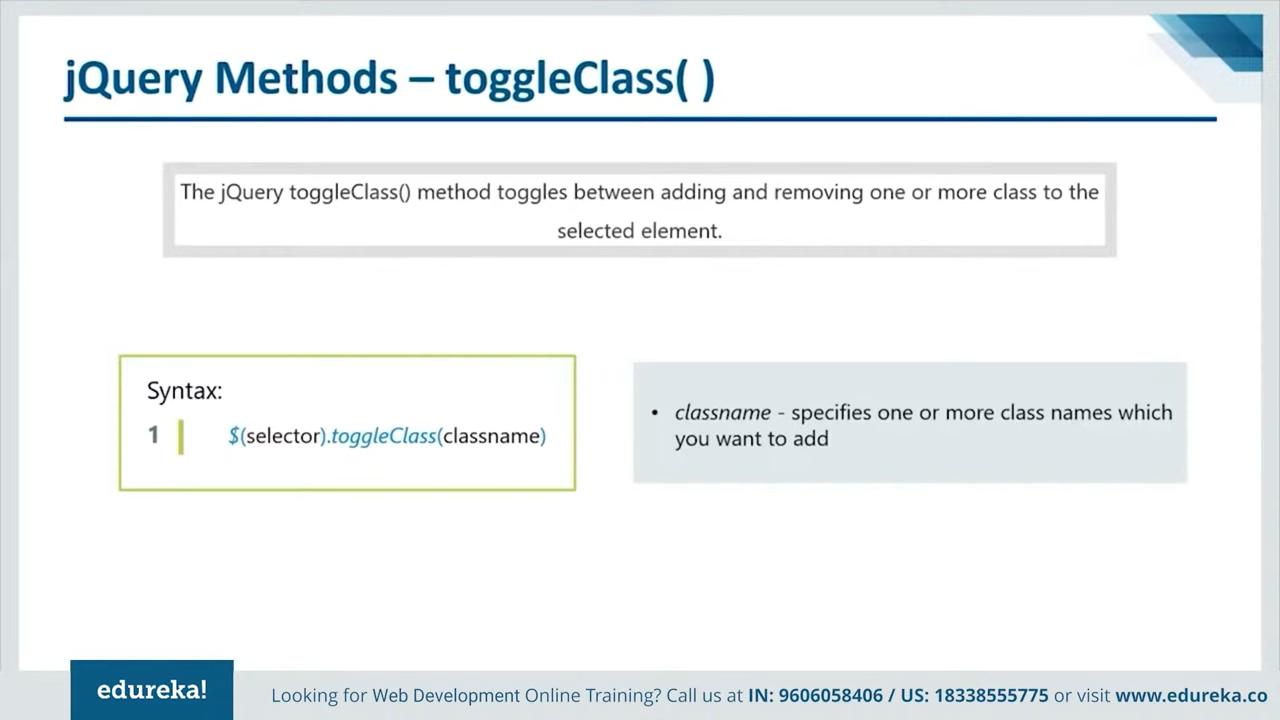 jQuery Methods – toggleClass( )
The jQuery toggleClass() method toggles between adding and removing one or more class to the
selected element.
Syntax:
1 $(selector).toggleClass(classname)
• classname - specifies one or more class names which
you want to add
edureka!
Looking for Web Development Online Training? Call us at IN: 9606058406 / US: 18338555775 or visit www.edureka.co